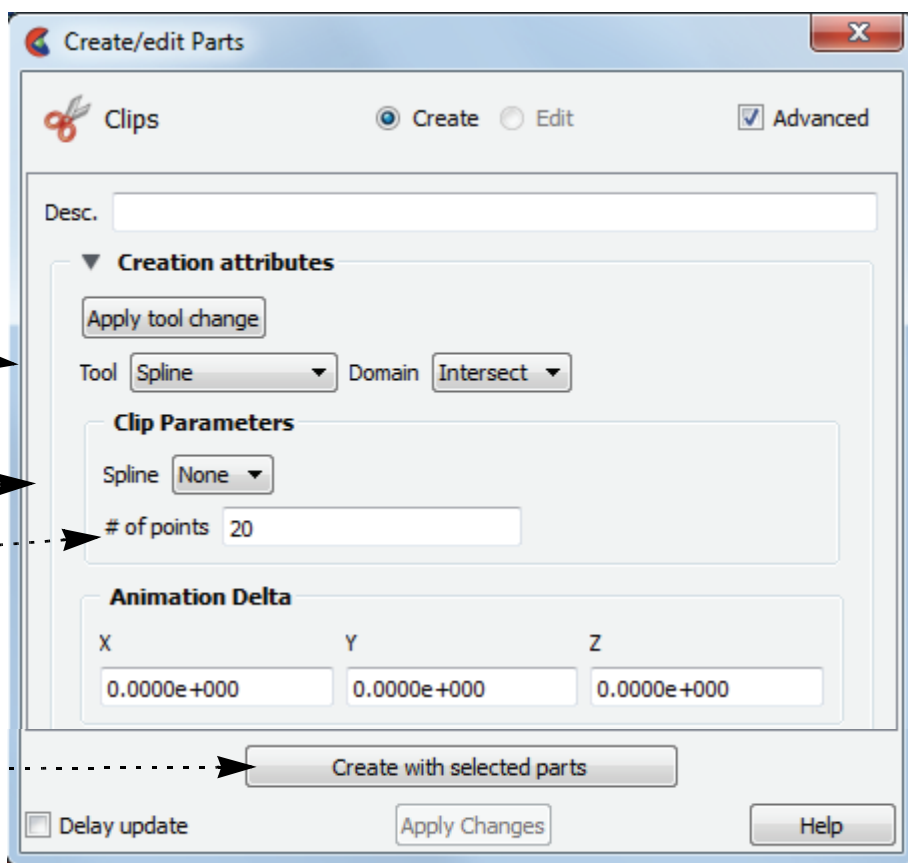 Create/edit Parts
Clips Create Edit Advanced
Desc.
Creation attributes
Apply tool change
Tool Spline Domain Intersect
Clip Parameters
Spline None
# of points 20
Animation Delta
X Y Z
0.0000e+000 0.0000e+000 0.0000e+000
Create with selected parts
Delay update Apply Changes Help